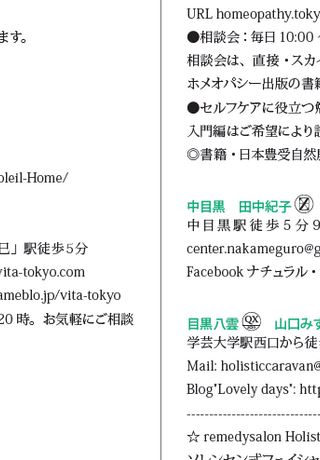 ます。
oleil-Home/
巳」駅徒歩5分
vita-tokyo.com
ameblo.jp/vita-tokyo
20 時。お気軽にご相談
URL homeopathy.toky
●相談会：毎日 10:00
相談会は、直接・スカイ
ホメオパシー出版の書籍
●セルフケアに役立つ
入門編はご希望により
◎書籍・日本豊受自然
中目黒 田中紀子
中目黒駅徒歩５分 9
center.nakameguro@g
Facebook ナチュラル・
目黒八雲 QX 山口みす
学芸大学駅西口から徒
Mail: holisticcaravan@
Blog"Lovely days": http
☆ remedysalon Holist
ソレンセン式フェイシャ